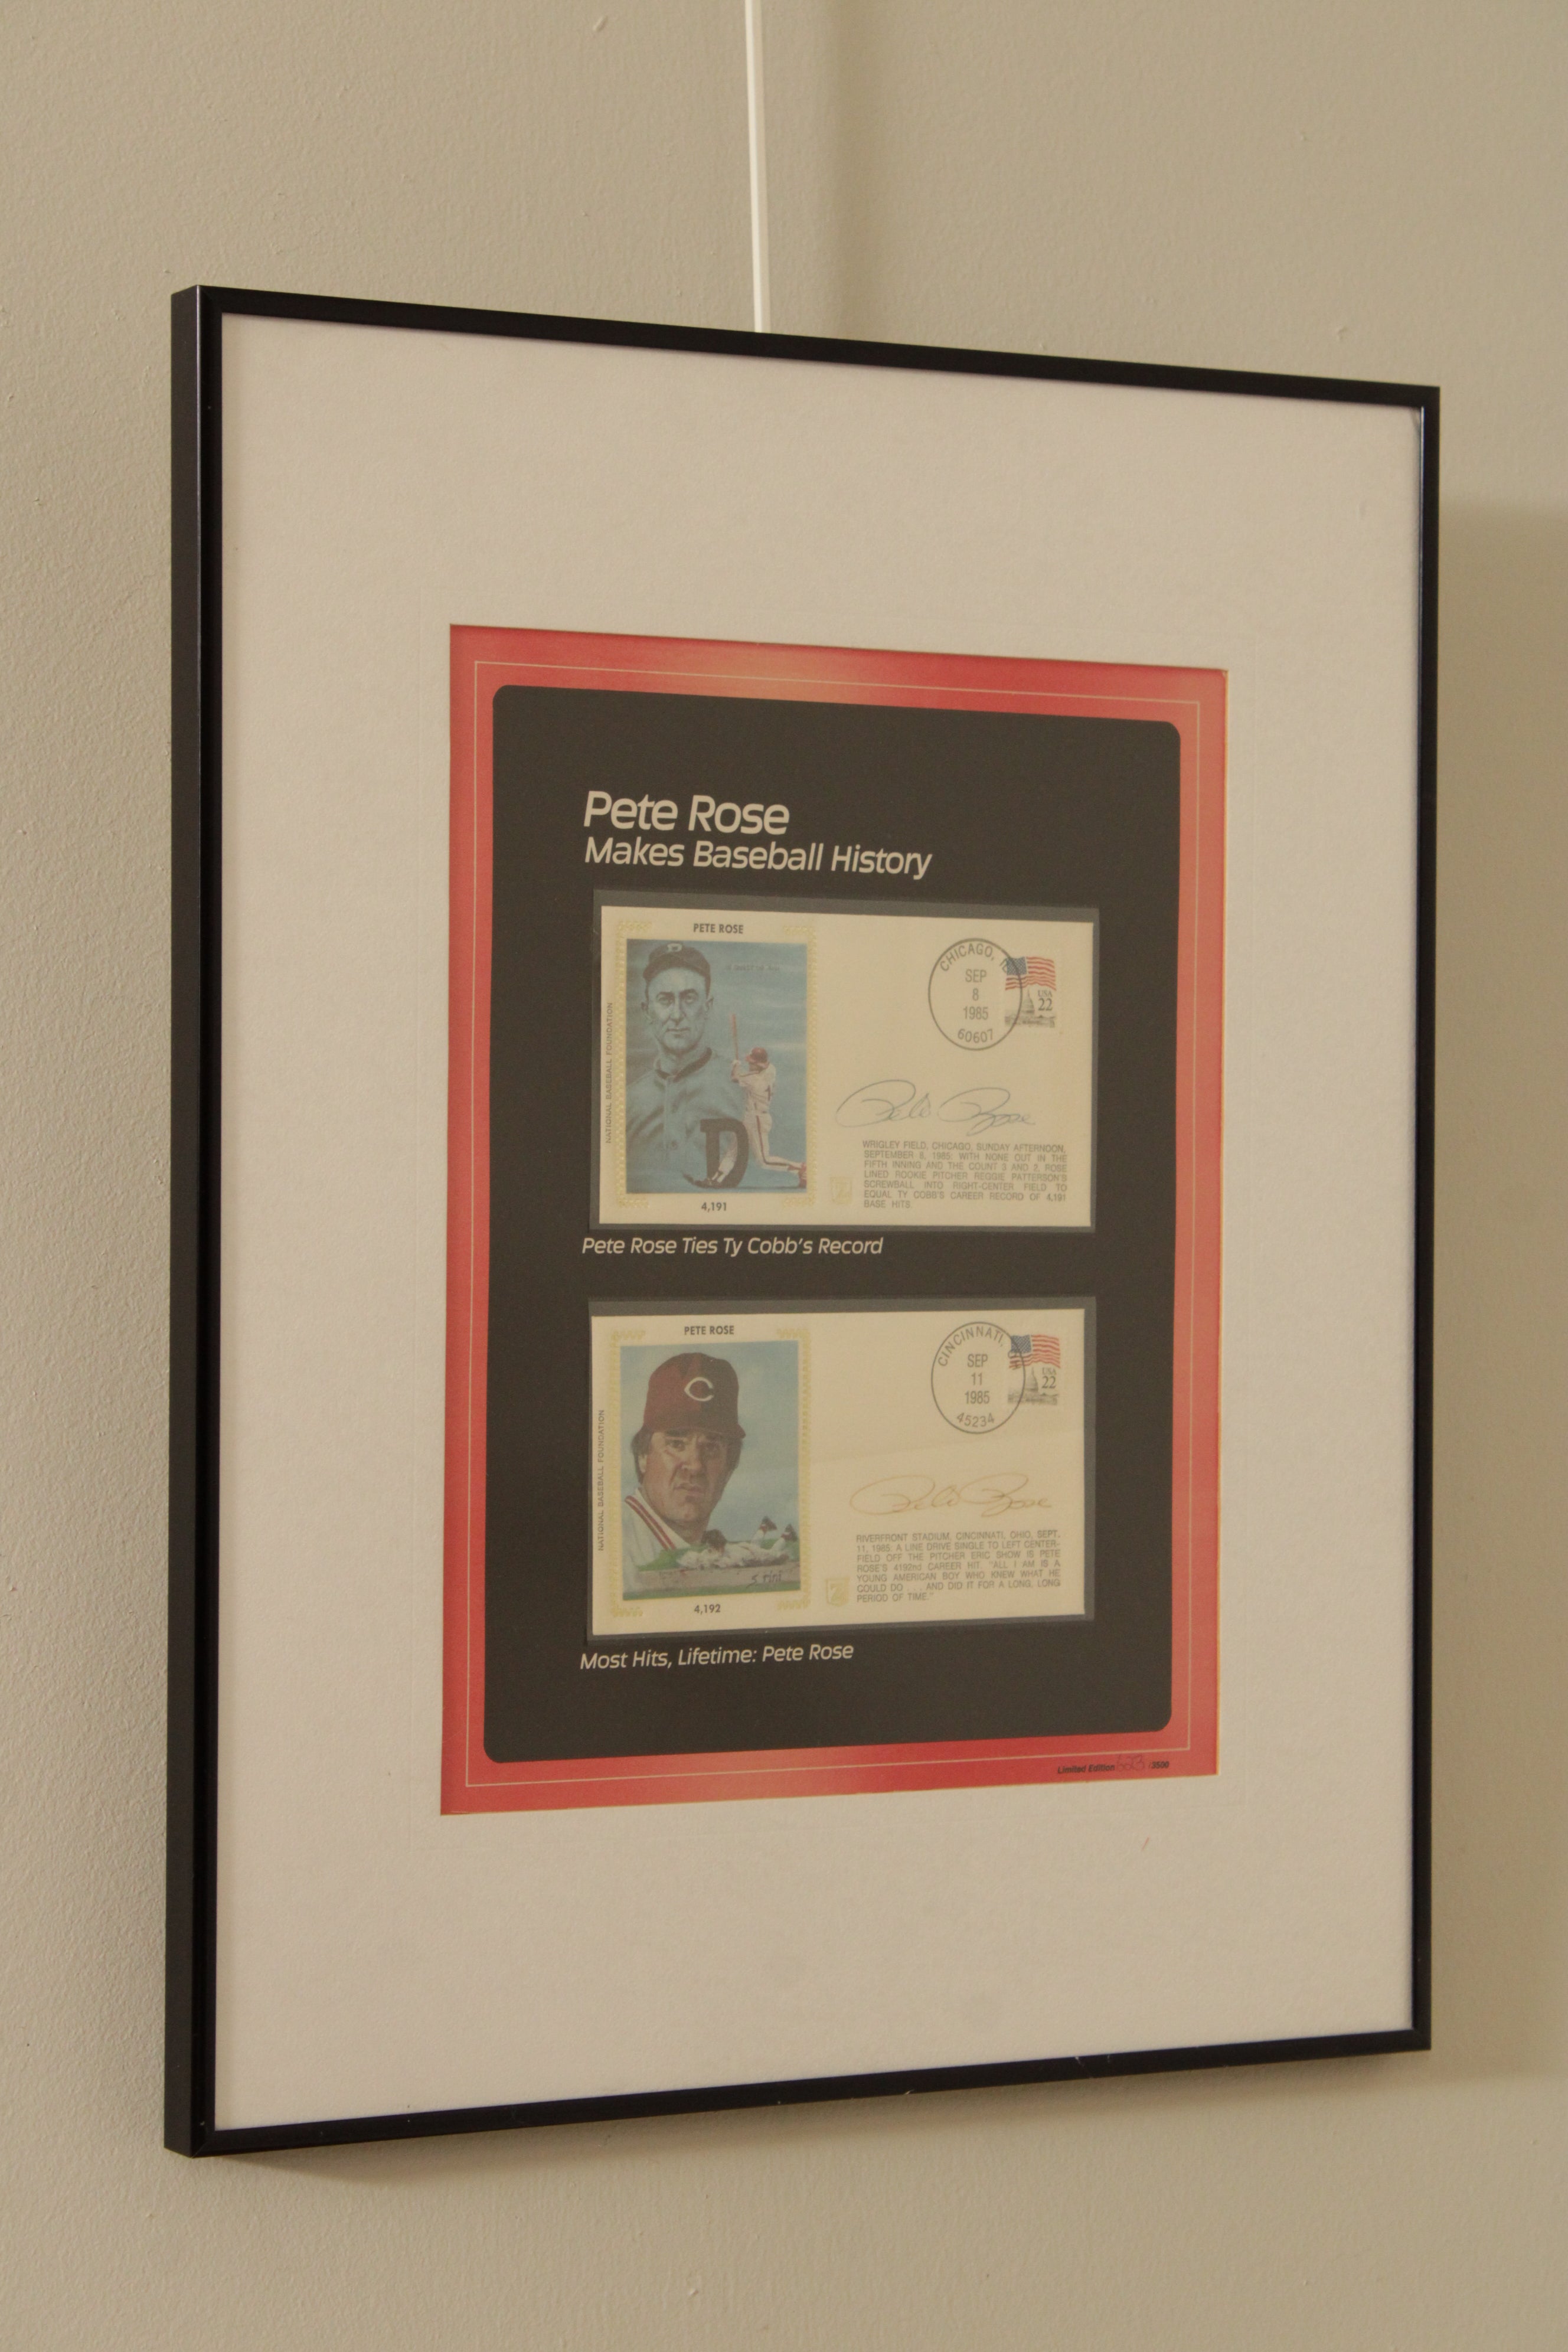 Pete Rose
Makes Baseball History
PETE ROSE
NATIONAL BASEBALL FOUNDATION
D
4,191
CHICAGO,
SEP
8
1985
60607
USA
22
Pete Rose
WRIGLEY FIELD, CHICAGO, SUNDAY AFTERNOON,
SEPTEMBER 8, 1985: WITH NONE OUT IN THE
FIFTH INNING AND THE COUNT 3 AND 2, ROSE
LINED ROOKIE PITCHER REGGIE PATTERSON'S
SCREWBALL INTO RIGHT-CENTER FIELD TO
EQUAL TY COBB'S CAREER RECORD OF 4,191
BASE HITS.
Pete Rose Ties Ty Cobb's Record
PETE ROSE
NATIONAL BASEBALL FOUNDATION
C
4,192
CINCINNATI,
SEP
11
1985
45234
USA
22
Pete Rose
RIVERFRONT STADIUM, CINCINNATI, OHIO, SEPT.
11, 1985: A LINE DRIVE SINGLE TO LEFT CENTER-
FIELD OFF THE PITCHER ERIC SHOW IS PETE
ROSE'S 4192nd CAREER HIT. "ALL I AM IS A
YOUNG AMERICAN BOY WHO KNEW WHAT HE
COULD DO . . . AND DID IT FOR A LONG, LONG
PERIOD OF TIME."
Most Hits, Lifetime: Pete Rose
Limited Edition /3500